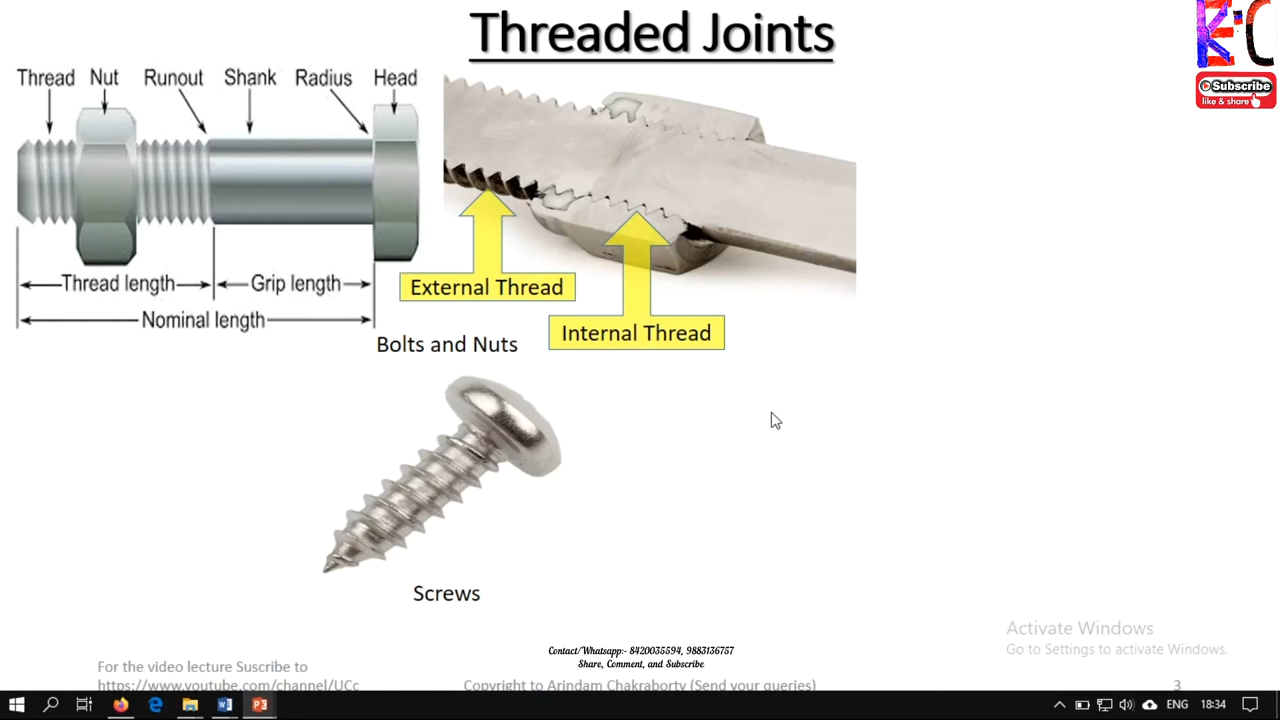 Threaded Joints
KEC
Subscribe
like & share
Thread Nut Runout Shank Radius Head
Thread length Grip length
Nominal length
External Thread
Internal Thread
Bolts and Nuts
Screws
Activate Windows
Go to Settings to activate Windows.
Contact/Whatsapp:- 8420035594, 9883136757
Share, Comment, and Subscribe
For the video lecture Suscribe to
https://www.youtube.com/channel/UCc
Copyright to Arindam Chakraborty (Send your queries)
3
ENG 18:34